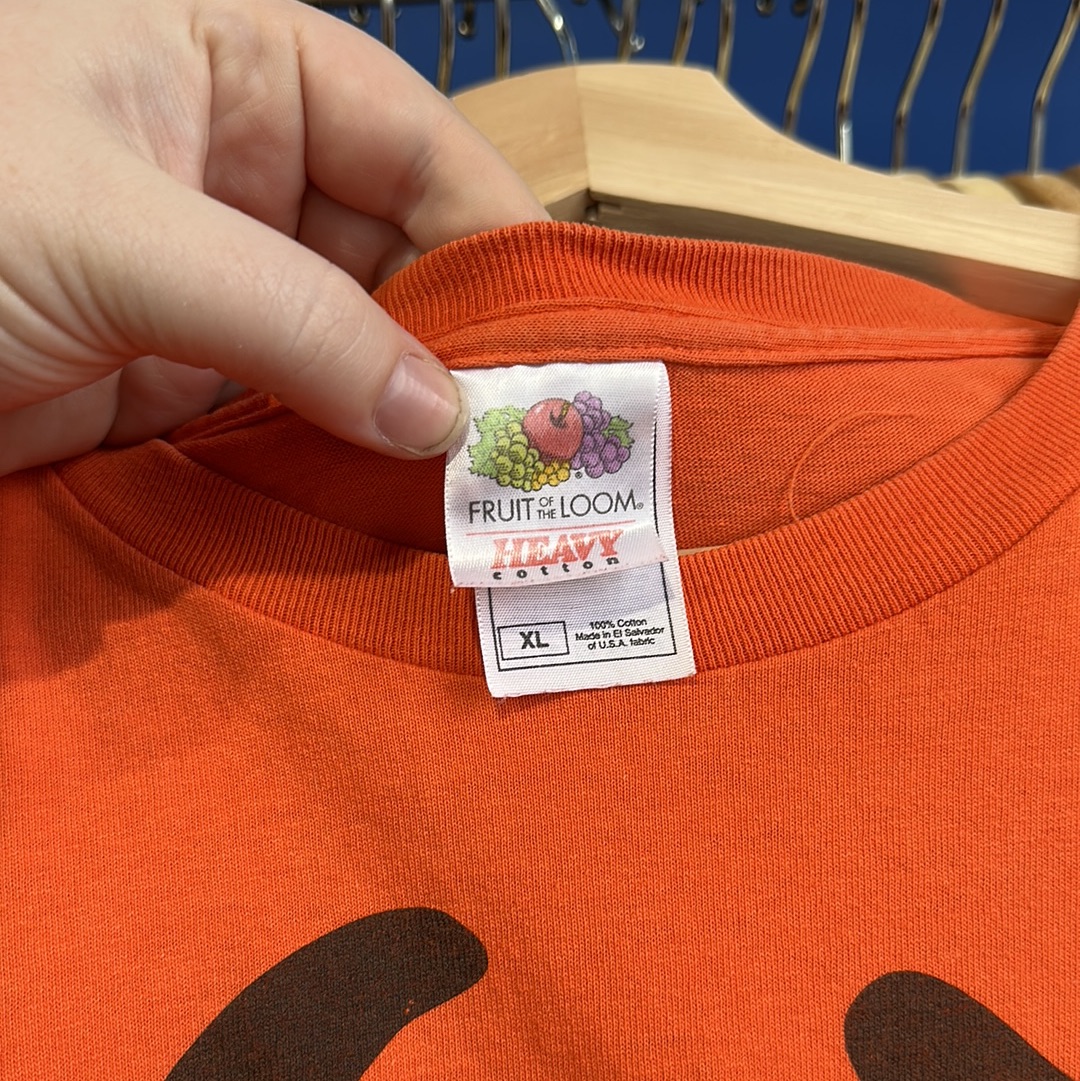 FRUIT OF THE LOOM®
HEAVY
cotton
XL
100% Cotton
Made in El Salvador
of U.S.A. fabric